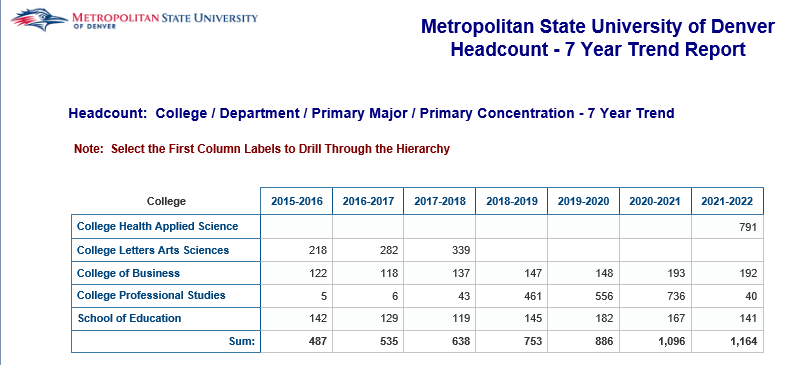 METROPOLITAN STATE UNIVERSITY
OF DENVER
Metropolitan State University of Denver
Headcount - 7 Year Trend Report
Headcount: College / Department / Primary Major / Primary Concentration - 7 Year Trend
Note: Select the First Column Labels to Drill Through the Hierarchy
College 2015-2016 2016-2017 2017-2018 2018-2019 2019-2020 2020-2021 2021-2022
College Health Applied Science 791
College Letters Arts Sciences 218 282 339
College of Business 122 118 137 147 148 193 192
College Professional Studies 5 6 43 461 556 736 40
School of Education 142 129 119 145 182 167 141
Sum: 487 535 638 753 886 1,096 1,164